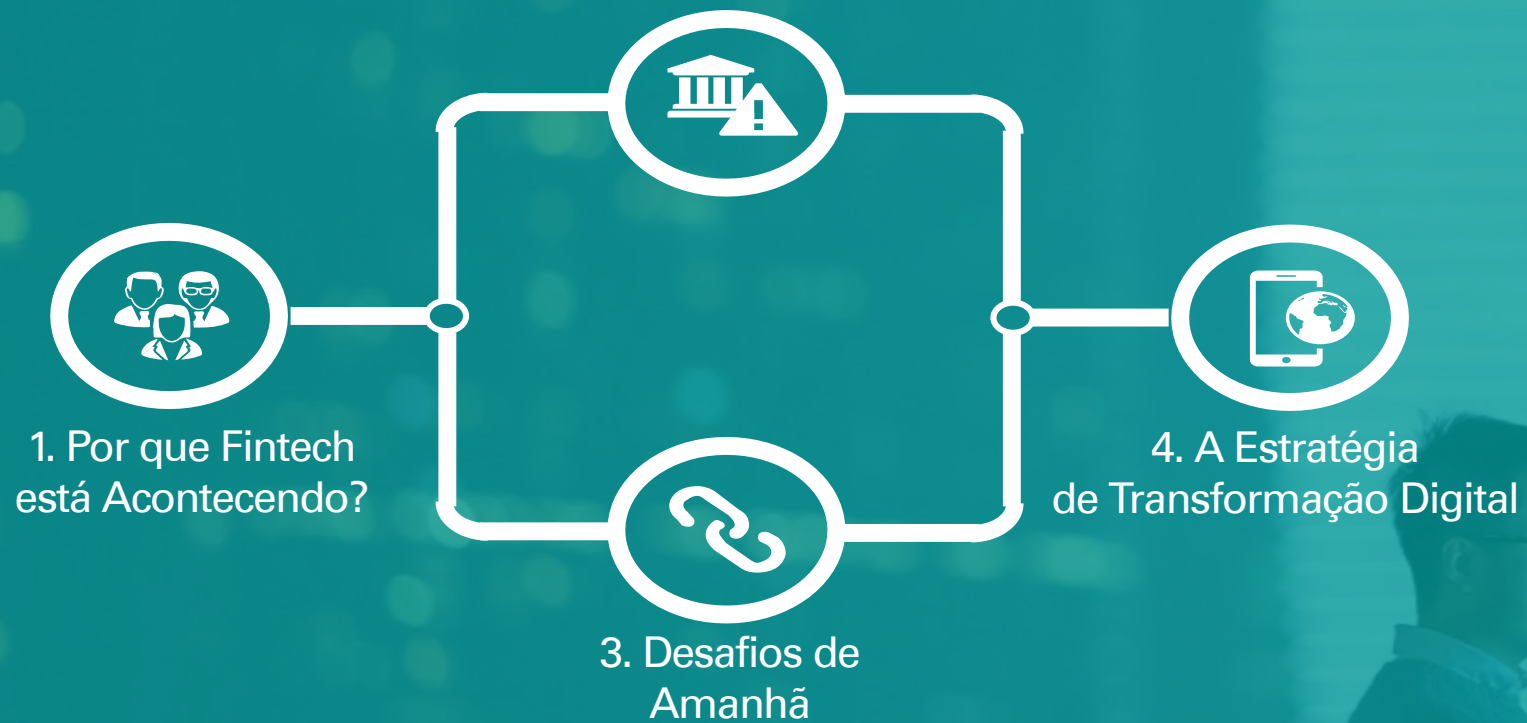 1. Por que Fintech
está Acontecendo?
3. Desafios de
Amanhã
4. A Estratégia
de Transformação Digital